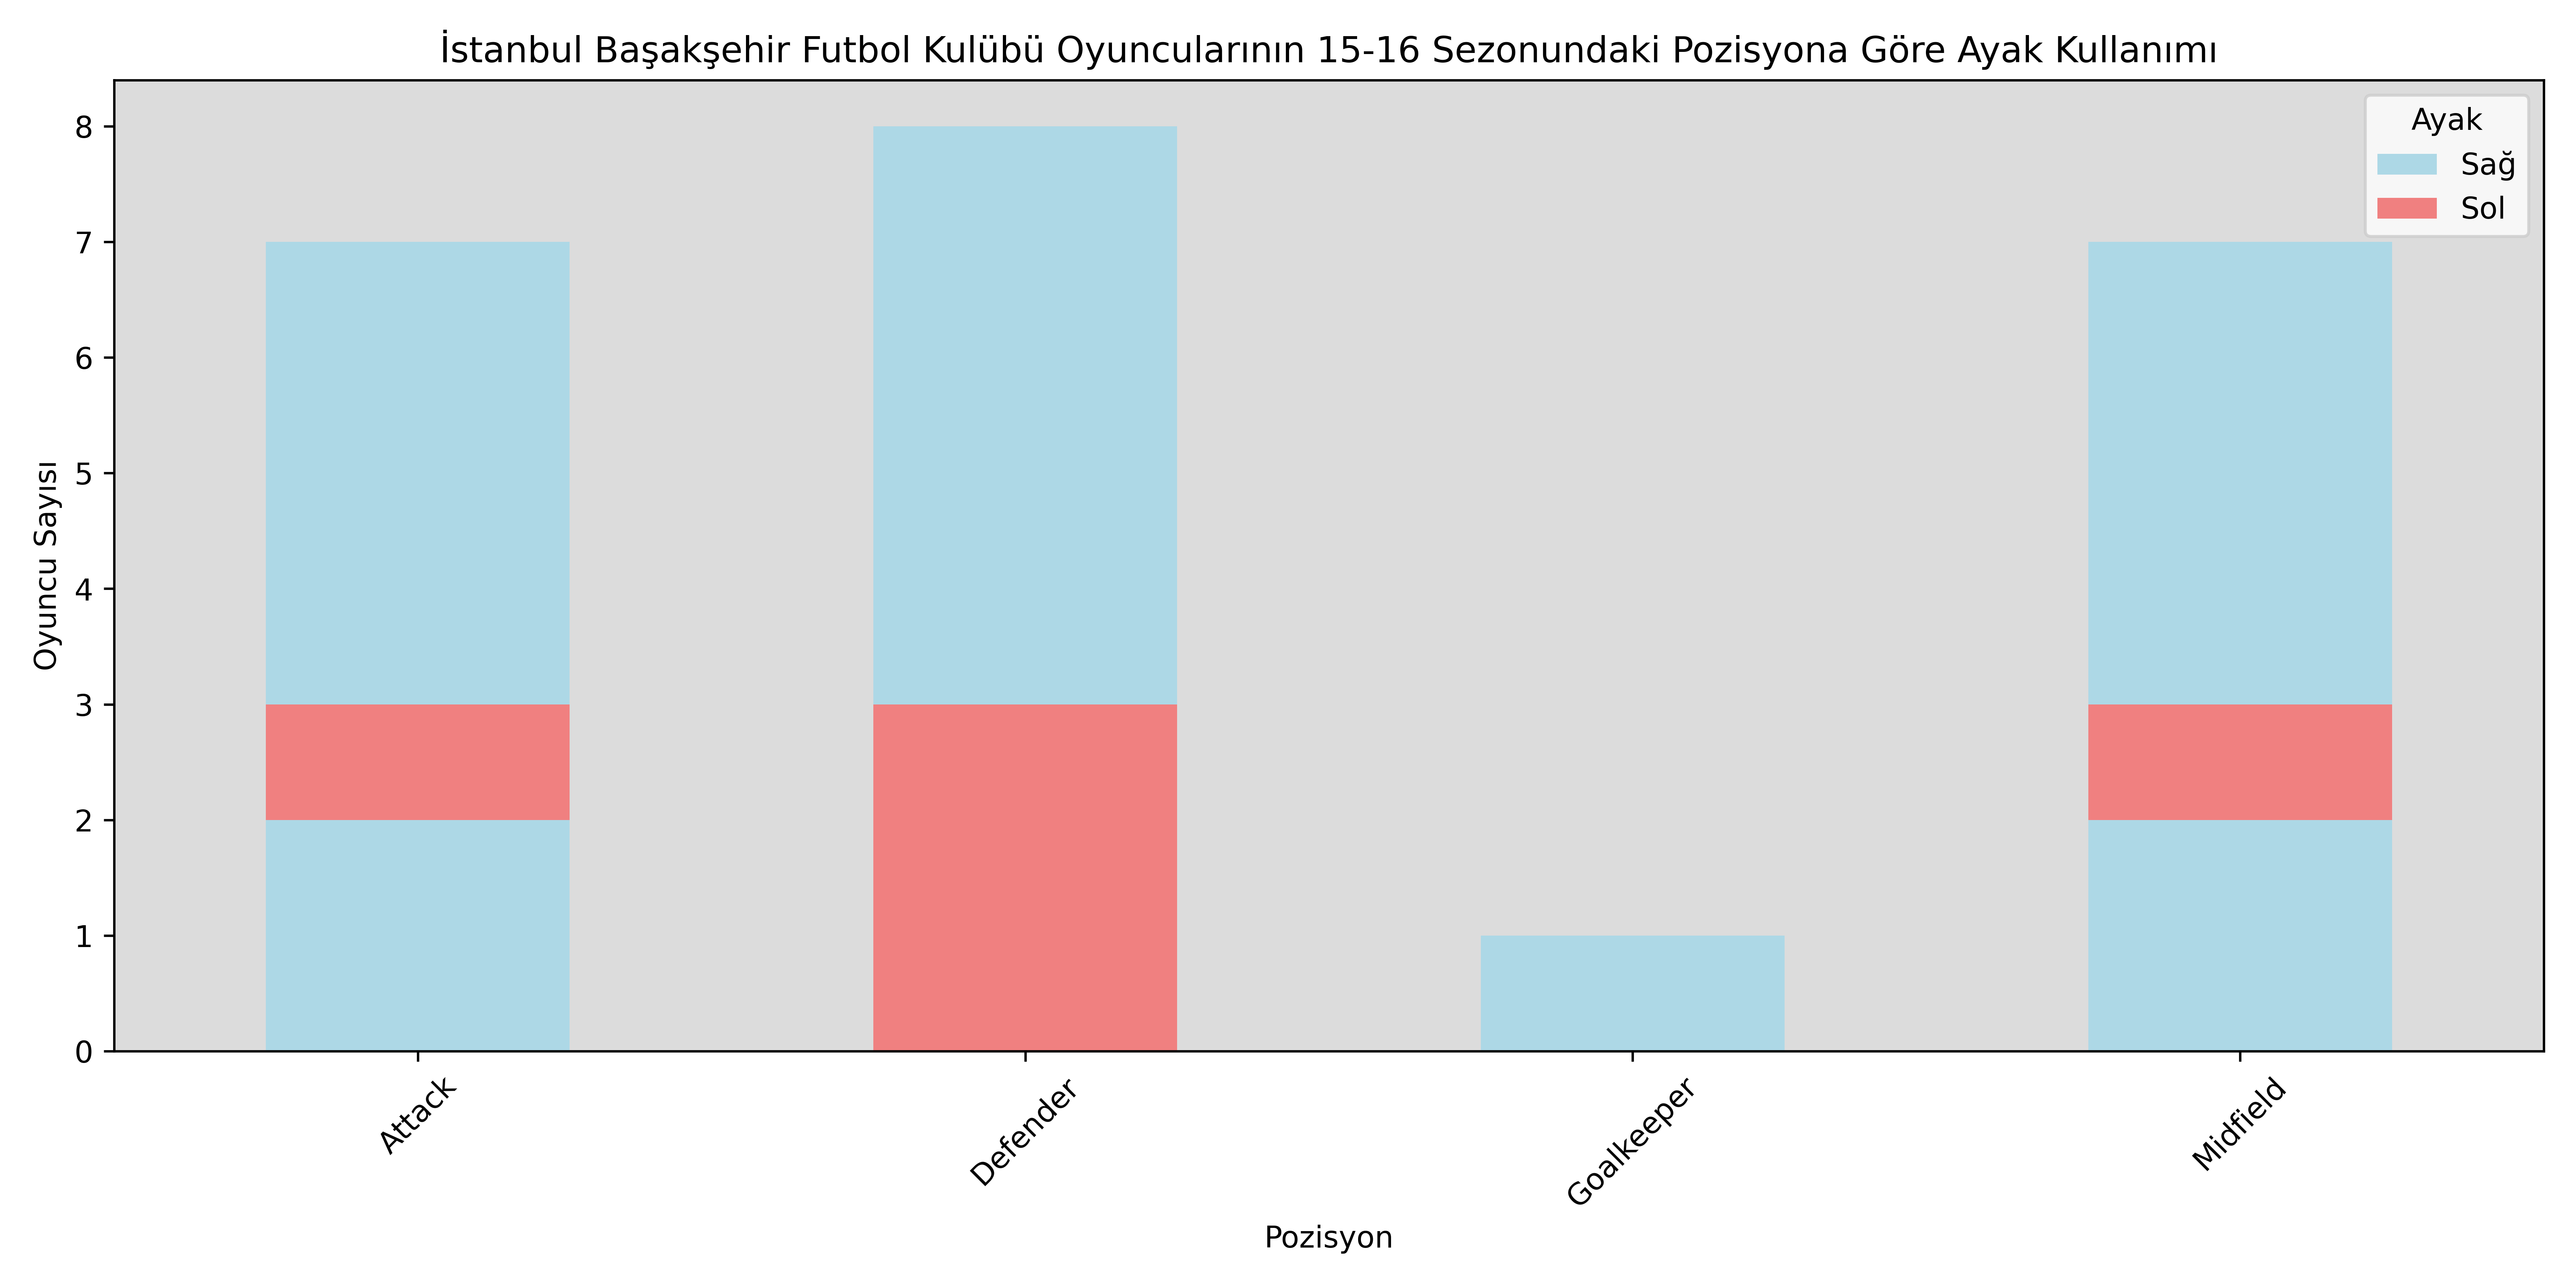 İstanbul Başakşehir Futbol Kulübü Oyuncularının 15-16 Sezonundaki Pozisyona Göre Ayak Kullanımı
Ayak
Sağ
Sol
Oyuncu Sayısı
8
7
6
5
4
3
2
1
0
Attack
Defender
Goalkeeper
Midfield
Pozisyon